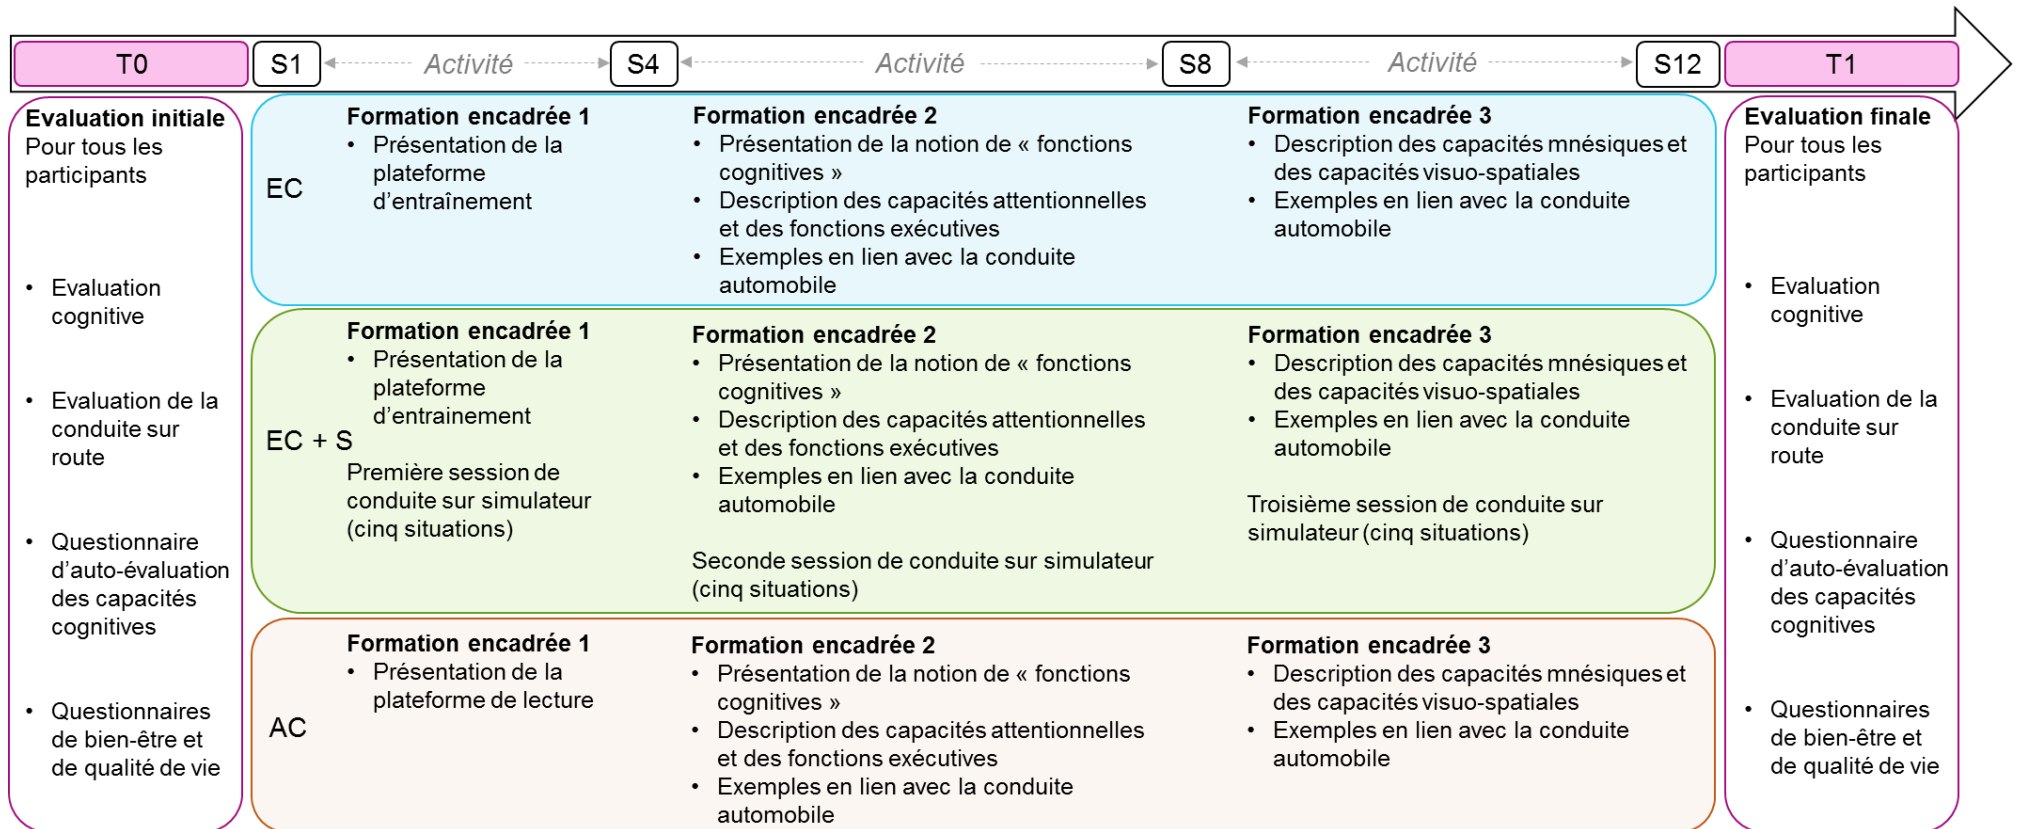 T0
S1
Activité
S4
Activité
S8
Activité
S12
T1
Evaluation initiale
Pour tous les
participants
• Evaluation
cognitive
• Evaluation de la
conduite sur
route
• Questionnaire
d’auto-évaluation
des capacités
cognitives
• Questionnaires
de bien-être et
de qualité de vie
EC
Formation encadrée 1
• Présentation de la
plateforme
d’entraînement
Formation encadrée 2
• Présentation de la notion de « fonctions
cognitives »
• Description des capacités attentionnelles
et des fonctions exécutives
• Exemples en lien avec la conduite
automobile
Formation encadrée 3
• Description des capacités mnésiques et
des capacités visuo-spatiales
• Exemples en lien avec la conduite
automobile
EC + S
Formation encadrée 1
• Présentation de la
plateforme
d’entrainement
Première session de
conduite sur simulateur
(cinq situations)
Formation encadrée 2
• Présentation de la notion de « fonctions
cognitives »
• Description des capacités attentionnelles
et des fonctions exécutives
• Exemples en lien avec la conduite
automobile
Seconde session de conduite sur simulateur
(cinq situations)
Formation encadrée 3
• Description des capacités mnésiques et
des capacités visuo-spatiales
• Exemples en lien avec la conduite
automobile
Troisième session de conduite sur
simulateur (cinq situations)
AC
Formation encadrée 1
• Présentation de la
plateforme de lecture
Formation encadrée 2
• Présentation de la notion de « fonctions
cognitives »
• Description des capacités attentionnelles
et des fonctions exécutives
• Exemples en lien avec la conduite
automobile
Formation encadrée 3
• Description des capacités mnésiques et
des capacités visuo-spatiales
• Exemples en lien avec la conduite
automobile
Evaluation finale
Pour tous les
participants
• Evaluation
cognitive
• Evaluation de la
conduite sur
route
• Questionnaire
d’auto-évaluation
des capacités
cognitives
• Questionnaires
de bien-être et
de qualité de vie